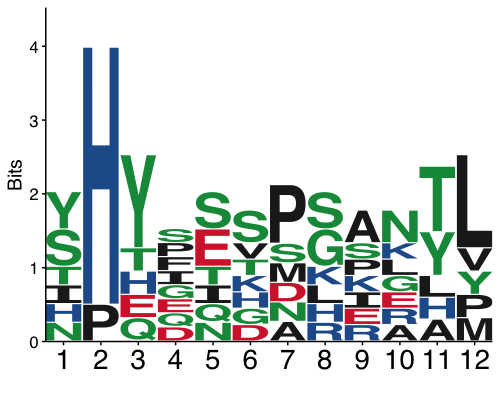 Bits
4
3
2
1
0
Y S T I H N
H P
Y T H E Q
S P F I G E Q D
S E T I Q N
S V T K H G D
P S M D N A
S G K L H R
A S P K I E R
N K L G E R A
T Y L H A
L V Y P M
1 2 3 4 5 6 7 8 9 10 11 12